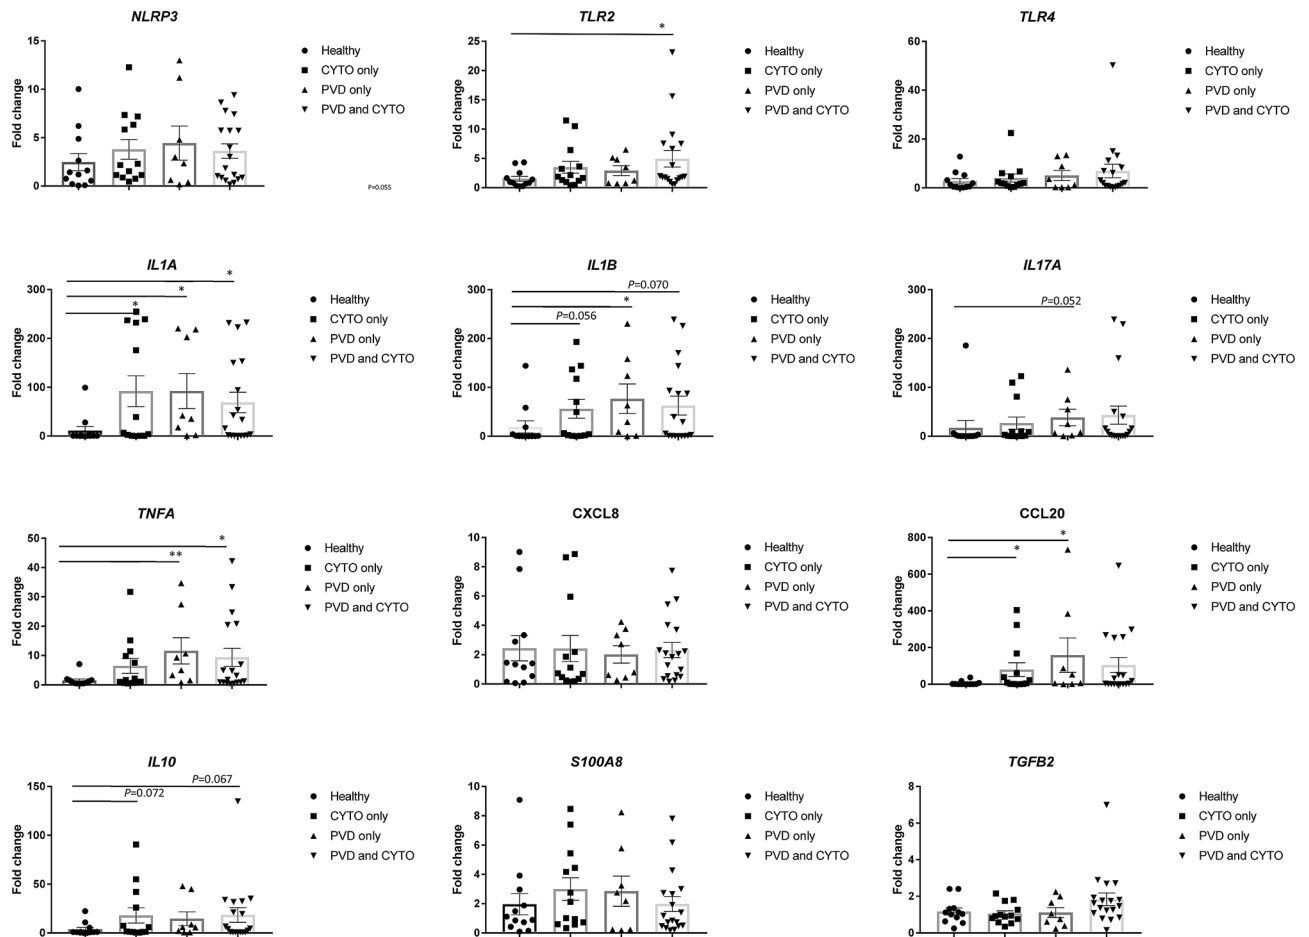 NLRP3
Fold change
15
10
5
0
Healthy
CYTO only
PVD only
PVD and CYTO
P=0.055
TLR2
*
Fold change
25
20
15
10
5
0
Healthy
CYTO only
PVD only
PVD and CYTO
TLR4
Fold change
60
40
20
0
Healthy
CYTO only
PVD only
PVD and CYTO
IL1A
*
*
*
Fold change
300
200
100
0
Healthy
CYTO only
PVD only
PVD and CYTO
IL1B
P=0.070
*
P=0.056
Fold change
300
200
100
0
Healthy
CYTO only
PVD only
PVD and CYTO
IL17A
P=0.052
Fold change
300
200
100
0
Healthy
CYTO only
PVD only
PVD and CYTO
TNFA
*
**
Fold change
50
40
30
20
10
0
Healthy
CYTO only
PVD only
PVD and CYTO
CXCL8
Fold change
10
8
6
4
2
0
Healthy
CYTO only
PVD only
PVD and CYTO
CCL20
*
*
Fold change
800
600
400
200
0
Healthy
CYTO only
PVD only
PVD and CYTO
IL10
P=0.067
P=0.072
Fold change
150
100
50
0
Healthy
CYTO only
PVD only
PVD and CYTO
S100A8
Fold change
10
8
6
4
2
0
Healthy
CYTO only
PVD only
PVD and CYTO
TGFB2
Fold change
8
6
4
2
0
Healthy
CYTO only
PVD only
PVD and CYTO